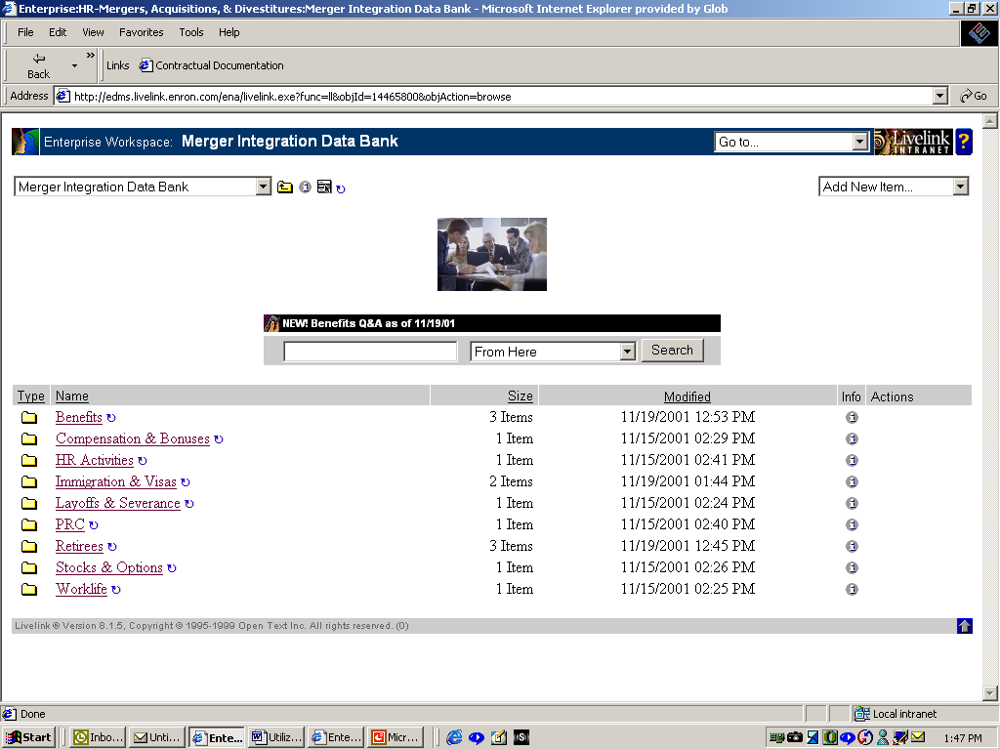 Enterprise:HR-Mergers, Acquisitions, & Divestitures:Merger Integration Data Bank - Microsoft Internet Explorer provided by Glob
File Edit View Favorites Tools Help
Back » Links Contractual Documentation
Address http://edms.livelink.enron.com/ena/livelink.exe?func=ll&objId=14465800&objAction=browse Go
Enterprise Workspace: Merger Integration Data Bank Go to... Livelink INTRANET ?
Merger Integration Data Bank Add New Item...
NEW! Benefits Q&A as of 11/19/01
From Here Search
Type Name Size Modified Info Actions
Benefits 3 Items 11/19/2001 12:53 PM
Compensation & Bonuses 1 Item 11/15/2001 02:29 PM
HR Activities 1 Item 11/15/2001 02:41 PM
Immigration & Visas 2 Items 11/19/2001 01:44 PM
Layoffs & Severance 1 Item 11/15/2001 02:24 PM
PRC 1 Item 11/15/2001 02:40 PM
Retirees 3 Items 11/19/2001 12:45 PM
Stocks & Options 1 Item 11/15/2001 02:26 PM
Worklife 1 Item 11/15/2001 02:25 PM
Livelink ® Version 8.1.5, Copyright © 1995-1999 Open Text Inc. All rights reserved. (0)
Done Local intranet
Start Inbo... Unti... Ente... Utiliz... Ente... Micr... 1:47 PM